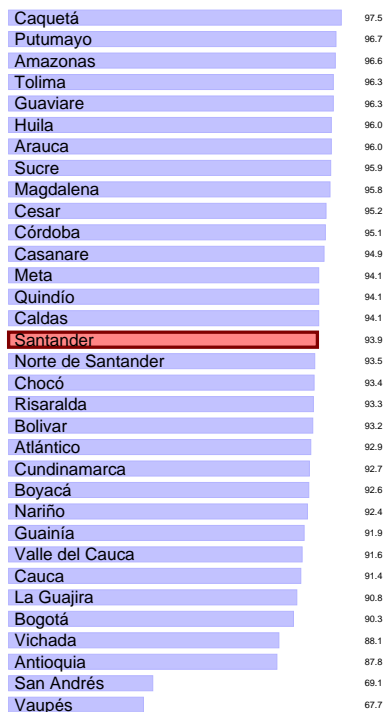 Caquetá 97.5
Putumayo 96.7
Amazonas 96.6
Tolima 96.3
Guaviare 96.3
Huila 96.0
Arauca 96.0
Sucre 95.9
Magdalena 95.8
Cesar 95.2
Córdoba 95.1
Casanare 94.9
Meta 94.1
Quindío 94.1
Caldas 94.1
Santander 93.9
Norte de Santander 93.5
Chocó 93.4
Risaralda 93.3
Bolivar 93.2
Atlántico 92.9
Cundinamarca 92.7
Boyacá 92.6
Nariño 92.4
Guainía 91.9
Valle del Cauca 91.6
Cauca 91.4
La Guajira 90.8
Bogotá 90.3
Vichada 88.1
Antioquia 87.8
San Andrés 69.1
Vaupés 67.7